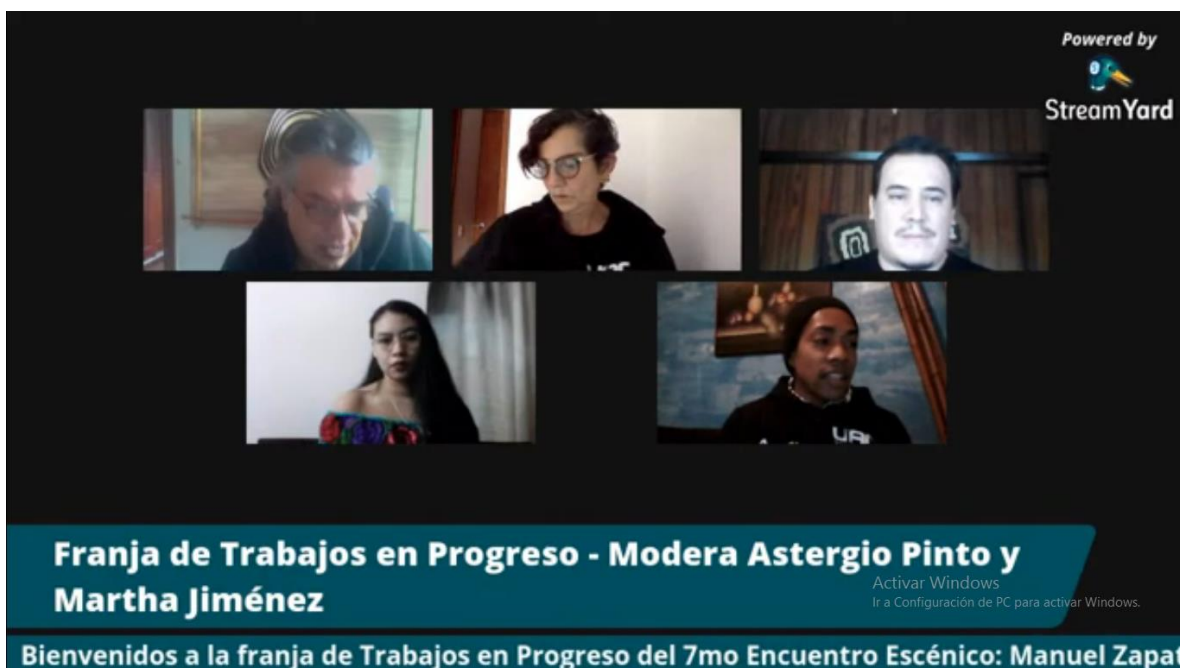 Powered by
StreamYard
Franja de Trabajos en Progreso - Modera Astergio Pinto y
Martha Jiménez
Activar Windows
Ir a Configuración de PC para activar Windows.
Bienvenidos a la franja de Trabajos en Progreso del 7mo Encuentro Escénico: Manuel Zapat